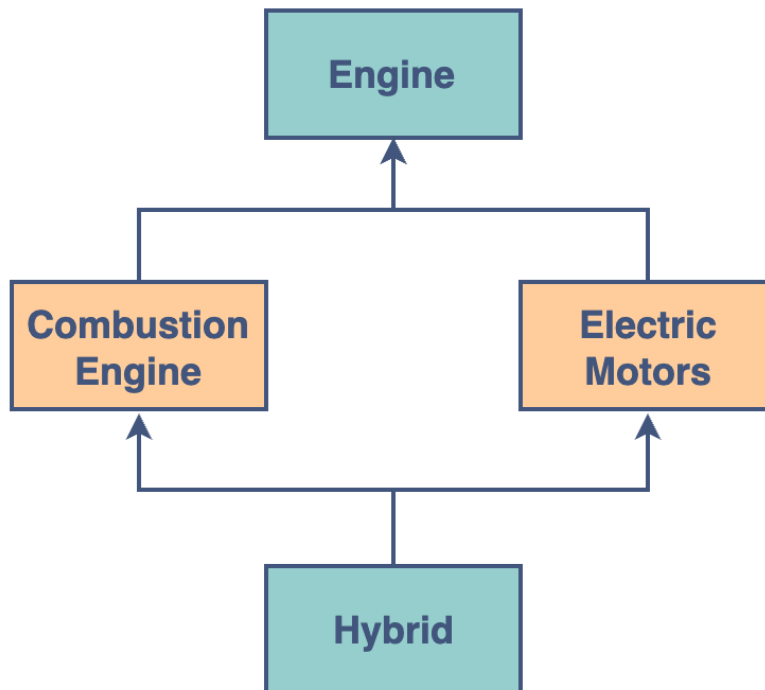 Engine
Combustion
Engine
Electric
Motors
Hybrid